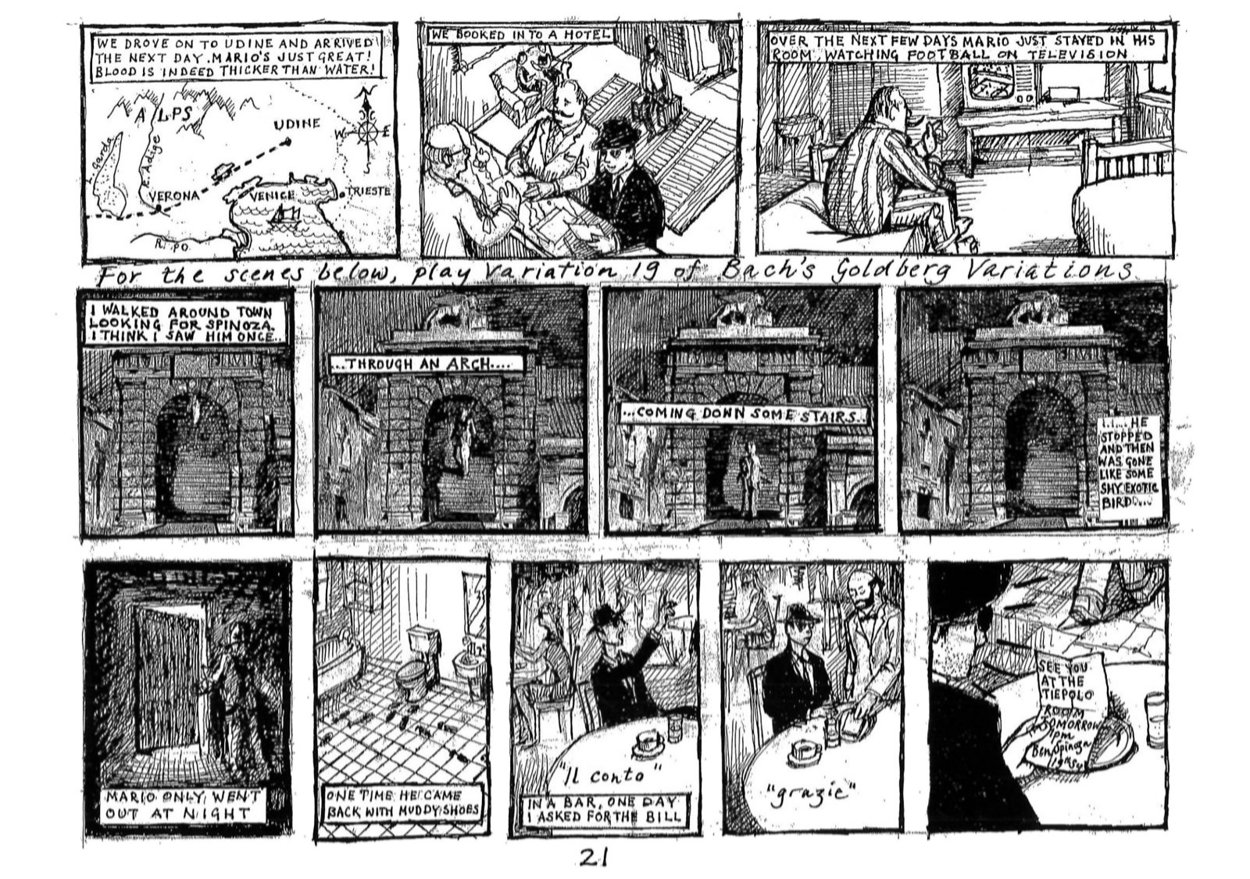 WE DROVE ON TO UDINE AND ARRIVED
THE NEXT DAY. MARIO'S JUST GREAT!
BLOOD IS INDEED THICKER THAN WATER!
ALPS
UDINE
N
W
E
S
Garda
R. Adige
VERONA
VENICE
TRIESTE
R. PO
WE BOOKED IN TO A HOTEL
OVER THE NEXT FEW DAYS MARIO JUST STAYED IN HIS
ROOM, WATCHING FOOTBALL ON TELEVISION
For the scenes below, play Variation 19 of Bach's Goldberg Variations.
I WALKED AROUND TOWN
LOOKING FOR SPINOZA.
I THINK I SAW HIM ONCE...
...THROUGH AN ARCH....
...COMING DOWN SOME STAIRS..
... HE
STOPPED
AND THEN
WAS GONE
LIKE SOME
SHY EXOTIC
BIRD....
MARIO ONLY WENT
OUT AT NIGHT
ONE TIME HE CAME
BACK WITH MUDDY SHOES
"Il conto"
IN A BAR, ONE DAY
I ASKED FOR THE BILL
"grazie"
SEE YOU
AT THE
TIEPOLO
ROOM
TOMORROW
1pm
Ben Spinoza
21